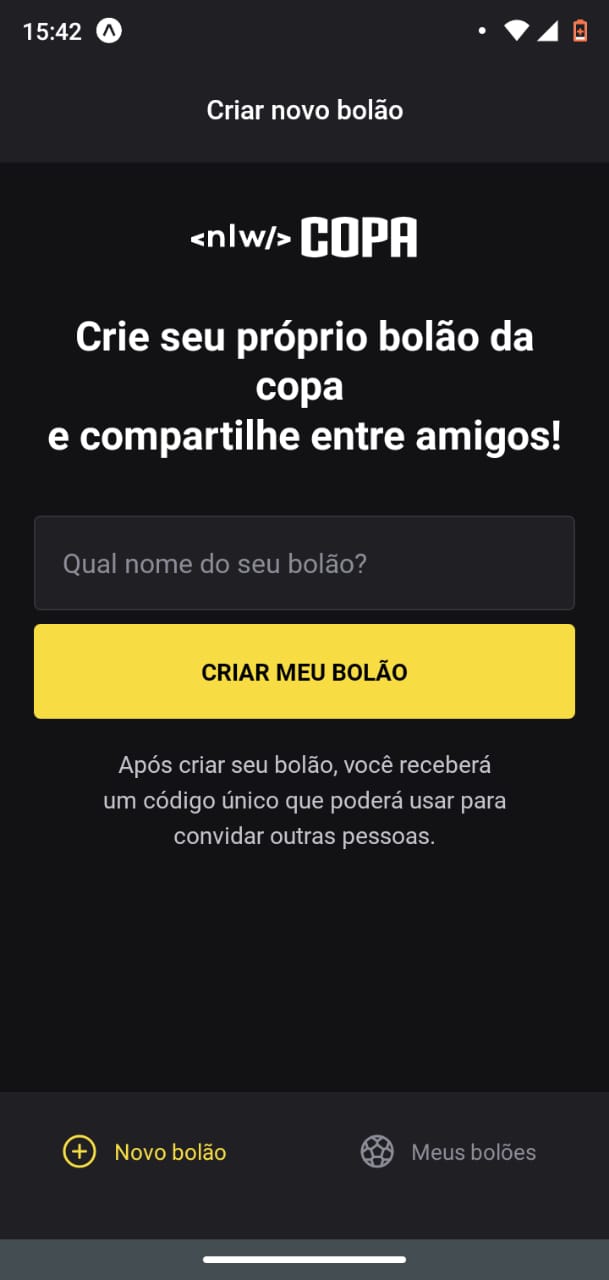 15:42
Criar novo bolão
<nlw/> COPA
Crie seu próprio bolão da
copa
e compartilhe entre amigos!
Qual nome do seu bolão?
CRIAR MEU BOLÃO
Após criar seu bolão, você receberá
um código único que poderá usar para
convidar outras pessoas.
Novo bolão
Meus bolões